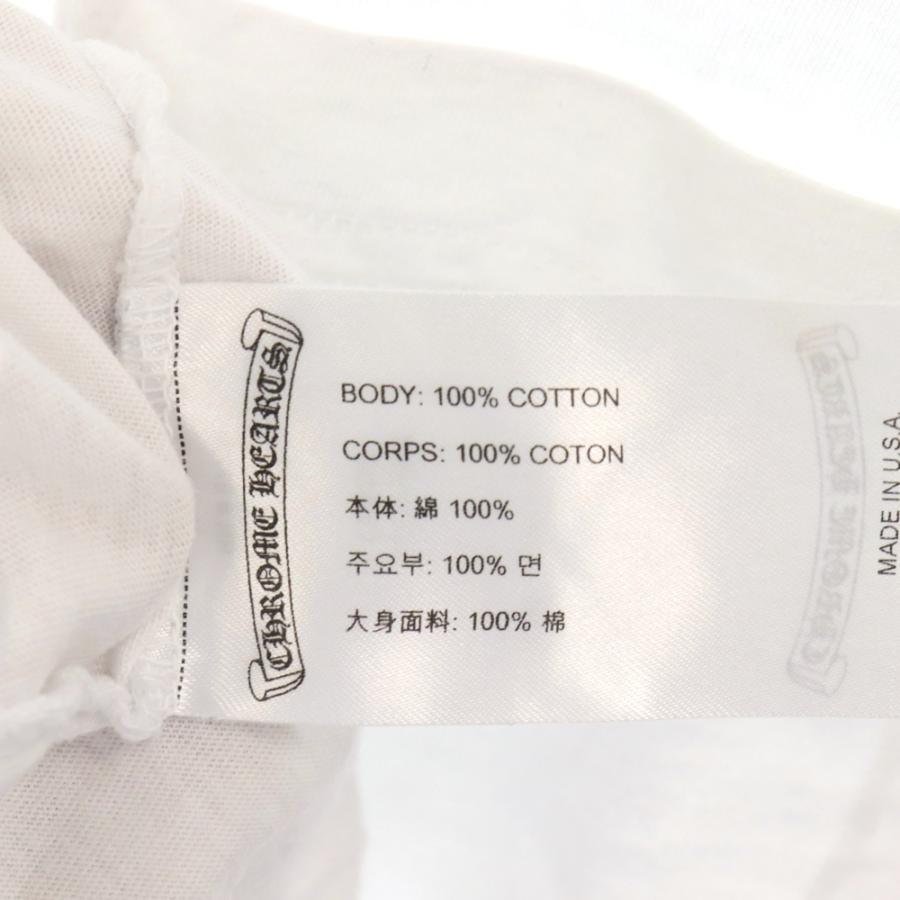 CHROME HEARTS
BODY: 100% COTTON
CORPS: 100% COTON
本体: 綿 100%
주요부: 100% 면
大身面料: 100% 棉
MADE IN U.S.A.